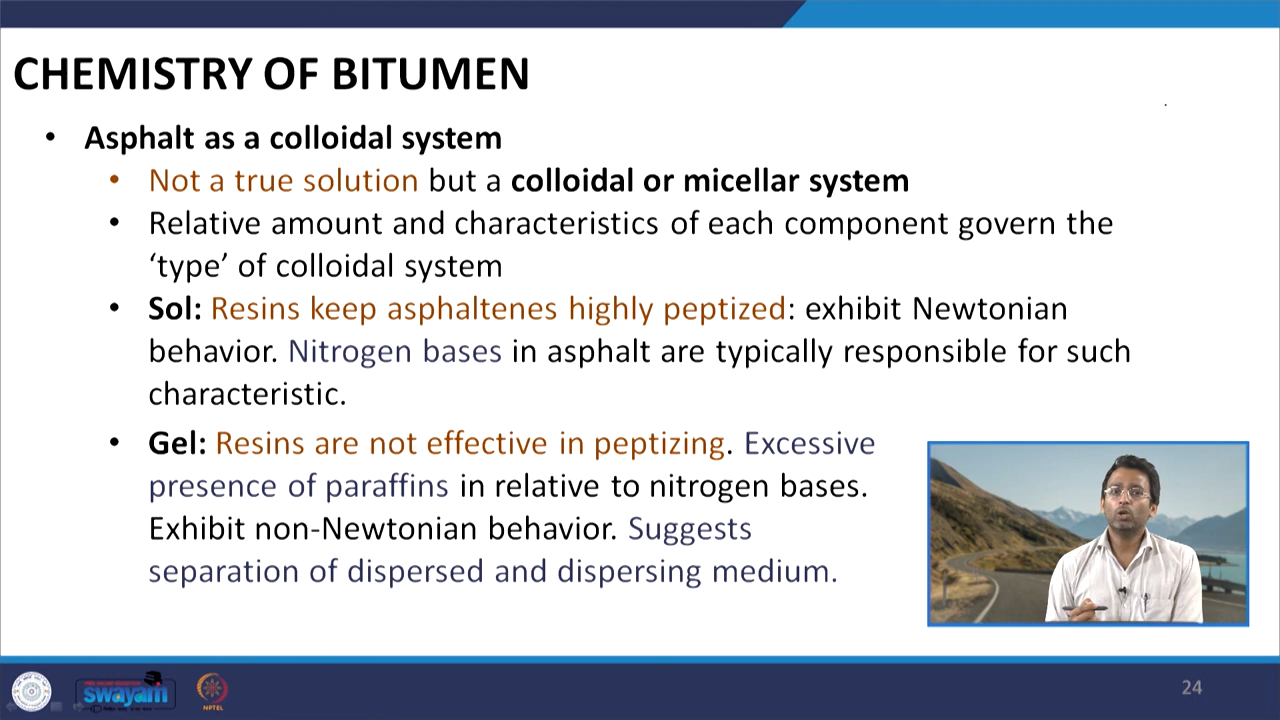 CHEMISTRY OF BITUMEN
• Asphalt as a colloidal system
• Not a true solution but a colloidal or micellar system
• Relative amount and characteristics of each component govern the
‘type’ of colloidal system
• Sol: Resins keep asphaltenes highly peptized: exhibit Newtonian
behavior. Nitrogen bases in asphalt are typically responsible for such
characteristic.
• Gel: Resins are not effective in peptizing. Excessive
presence of paraffins in relative to nitrogen bases.
Exhibit non-Newtonian behavior. Suggests
separation of dispersed and dispersing medium.
swayam
NPTEL
24